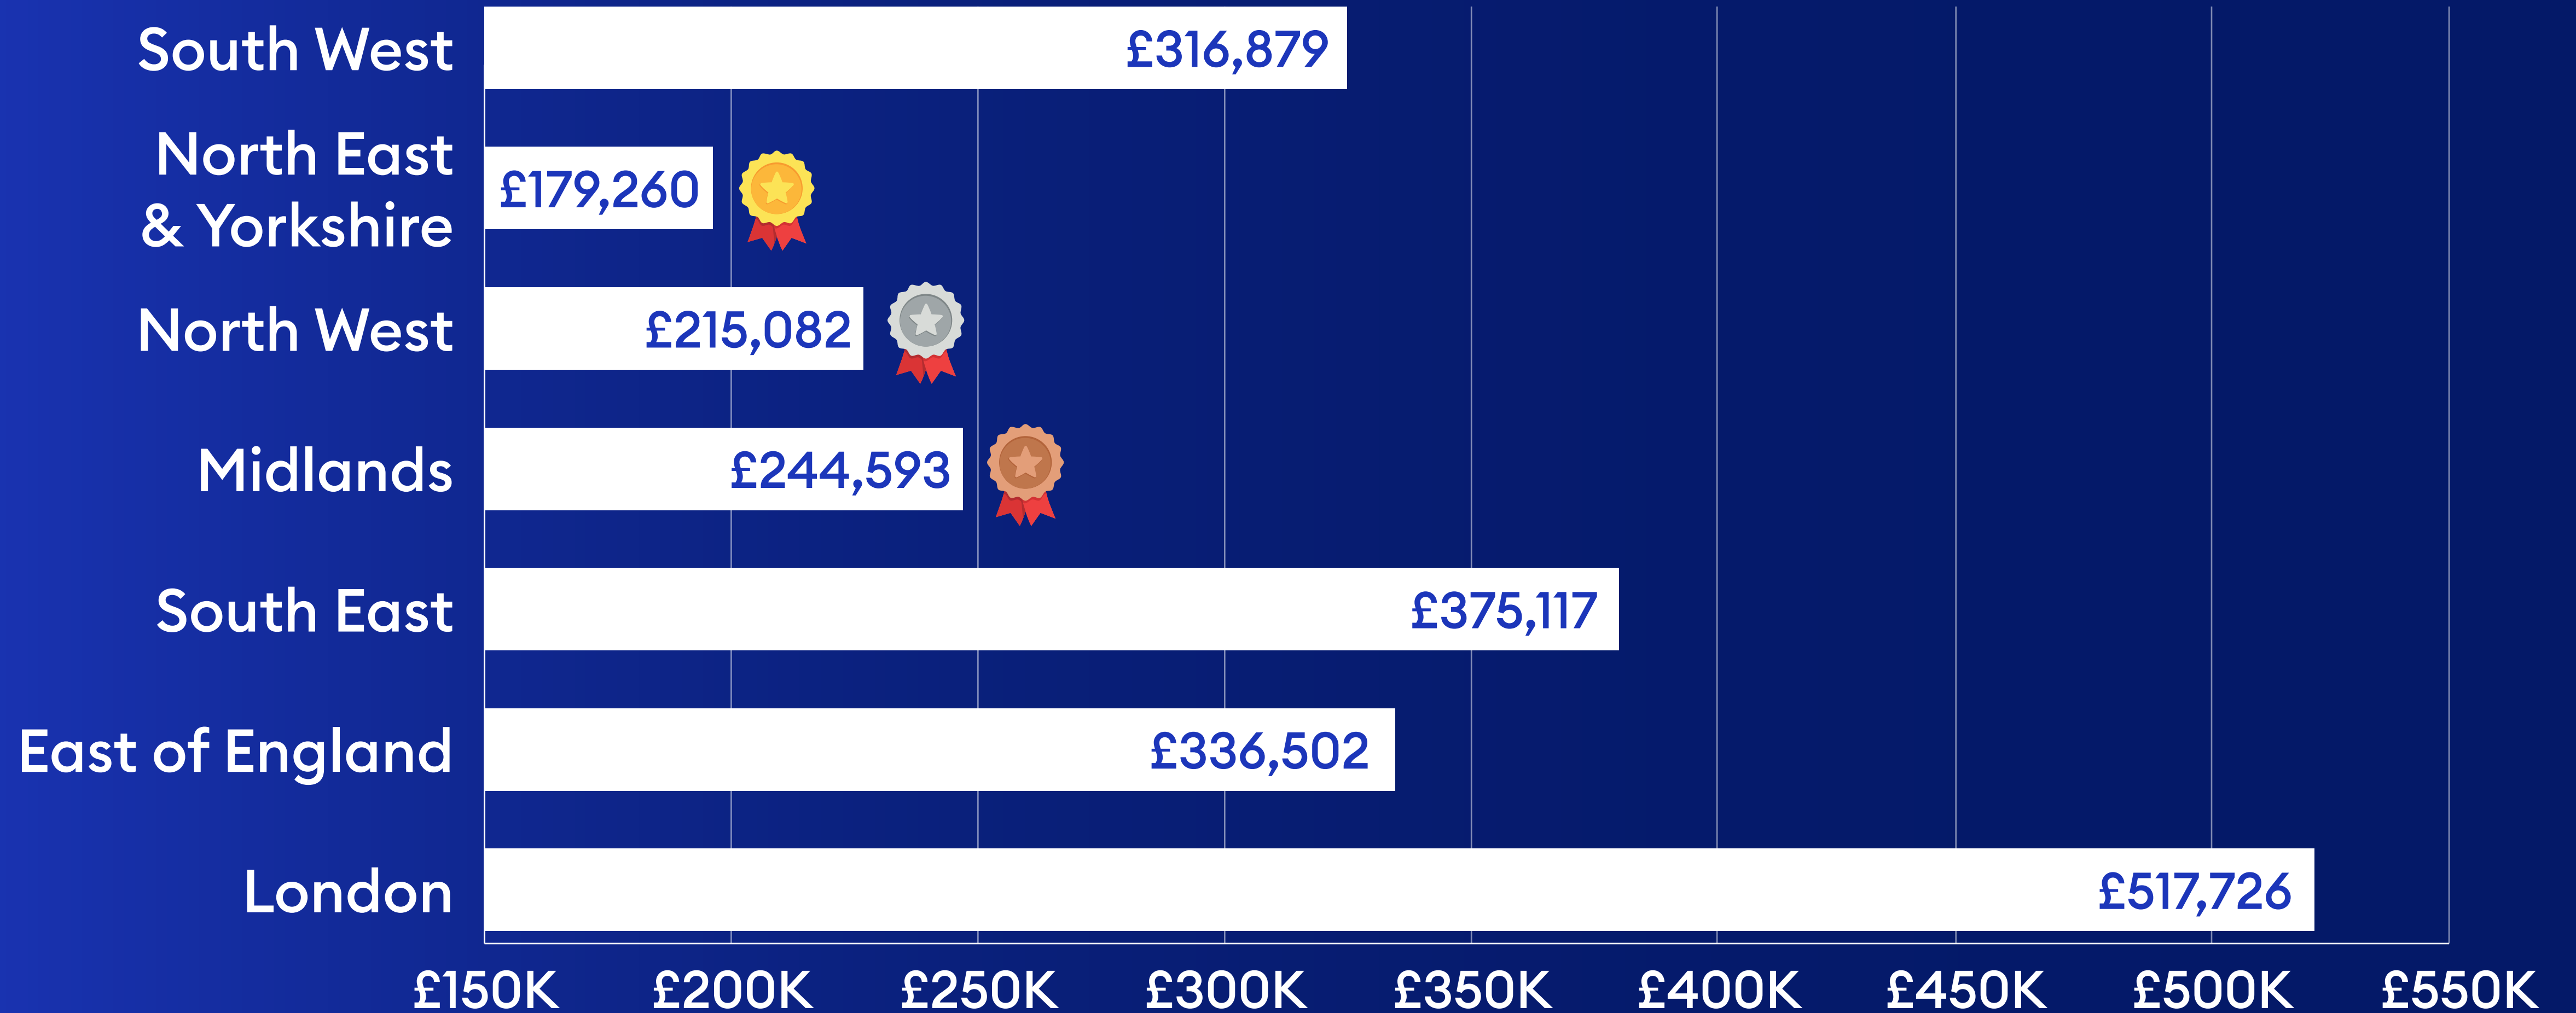 South West
£316,879
North East
& Yorkshire
£179,260
North West
£215,082
Midlands
£244,593
South East
£375,117
East of England
£336,502
London
£517,726
£150K £200K £250K £300K £350K £400K £450K £500K £550K